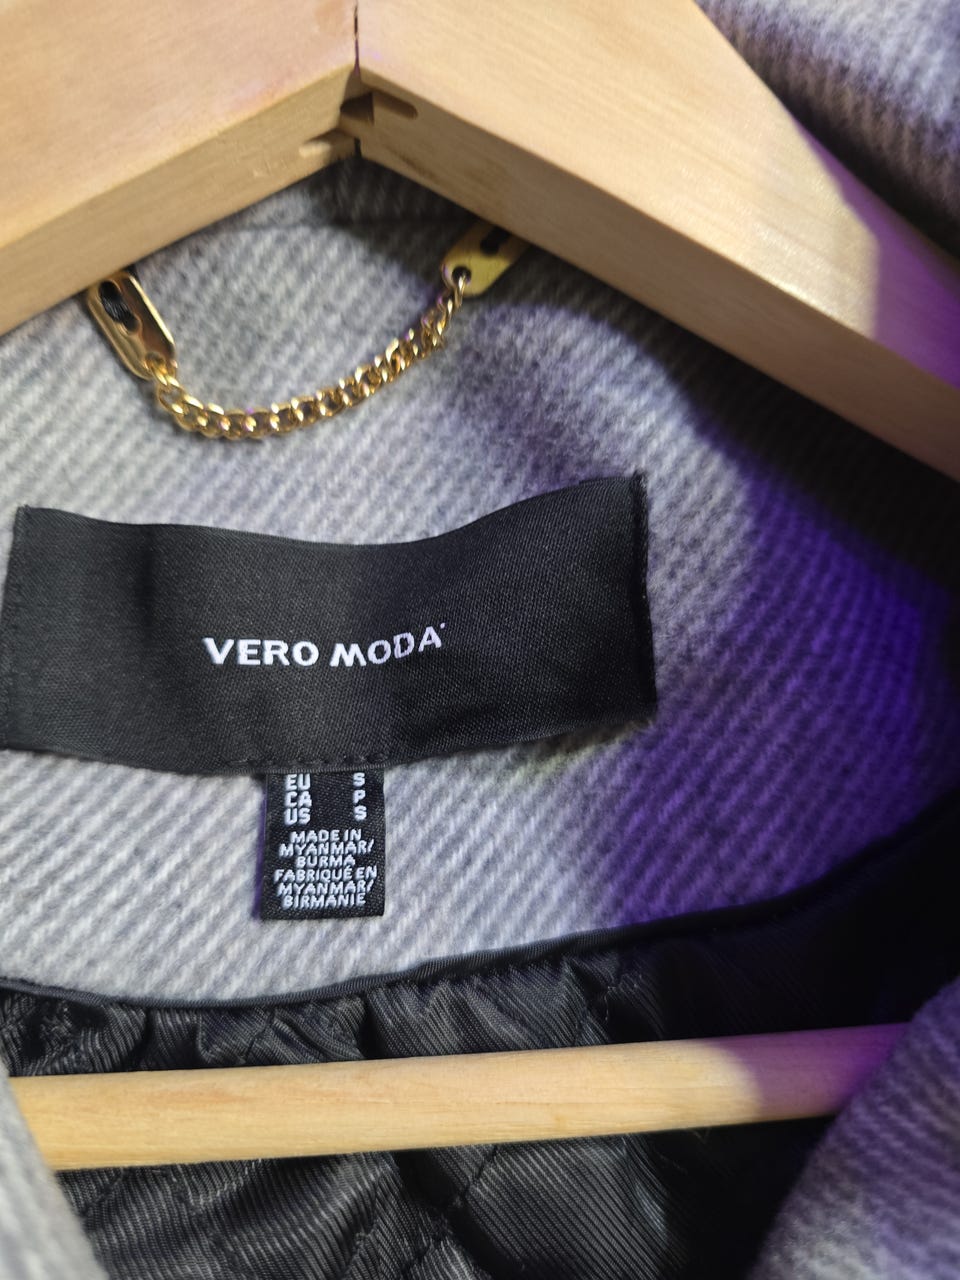 VERO MODA
EU S
CA P
US S
MADE IN
MYANMAR/
BURMA
FABRIQUÉ EN
MYANMAR/
BIRMANIE